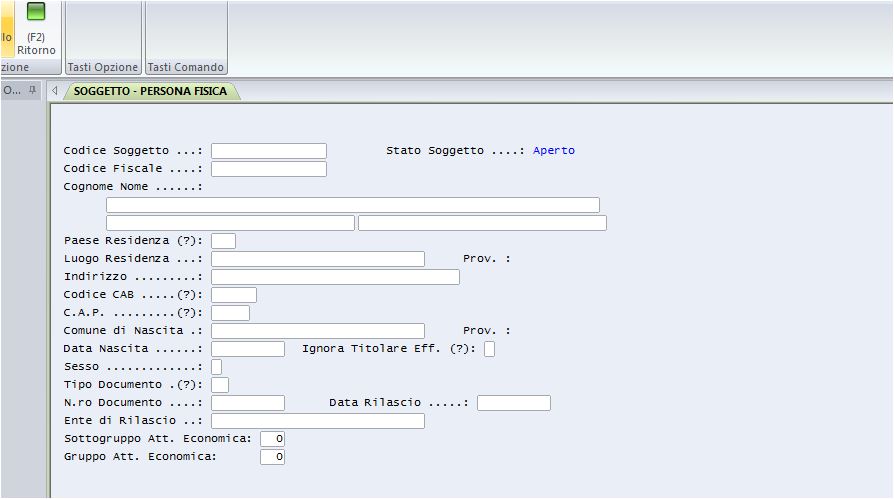 llo
(F2)
Ritorno
zione
Tasti Opzione
Tasti Comando
O...
SOGGETTO - PERSONA FISICA
Codice Soggetto ...:
Stato Soggetto ....: Aperto
Codice Fiscale ....:
Cognome Nome ......:
Paese Residenza (?):
Luogo Residenza ...:
Prov. :
Indirizzo .........:
Codice CAB .....(?):
C.A.P. .........(?):
Comune di Nascita .:
Prov. :
Data Nascita ......:
Ignora Titolare Eff. (?):
Sesso .............:
Tipo Documento .(?):
N.ro Documento ....:
Data Rilascio .....:
Ente di Rilascio ..:
Sottogruppo Att. Economica: 0
Gruppo Att. Economica: 0